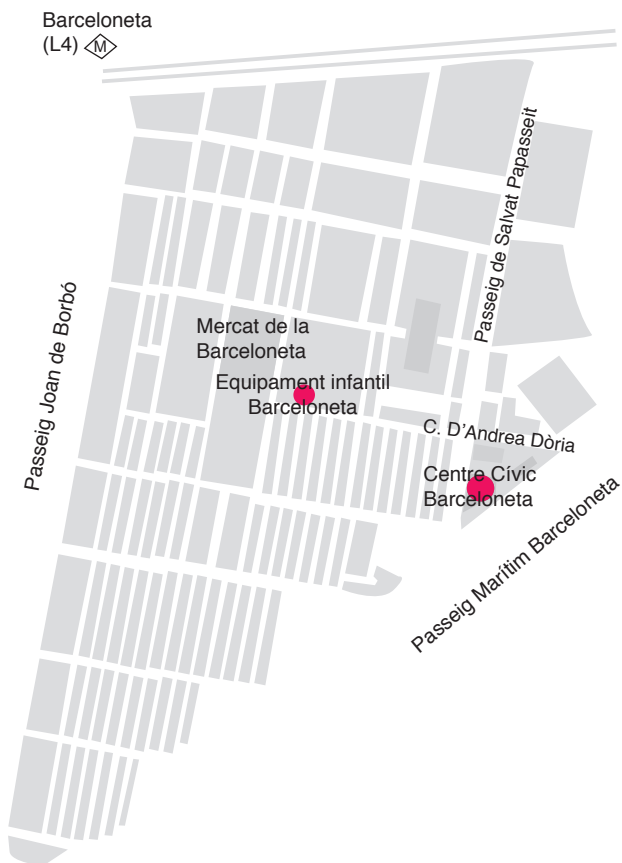 Barceloneta
(L4) M
Passeig de Salvat Papasseit
Passeig Joan de Borbó
Mercat de la
Barceloneta
Equipament infantil
Barceloneta
C. D'Andrea Dòria
Centre Cívic
Barceloneta
Passeig Marítim Barceloneta